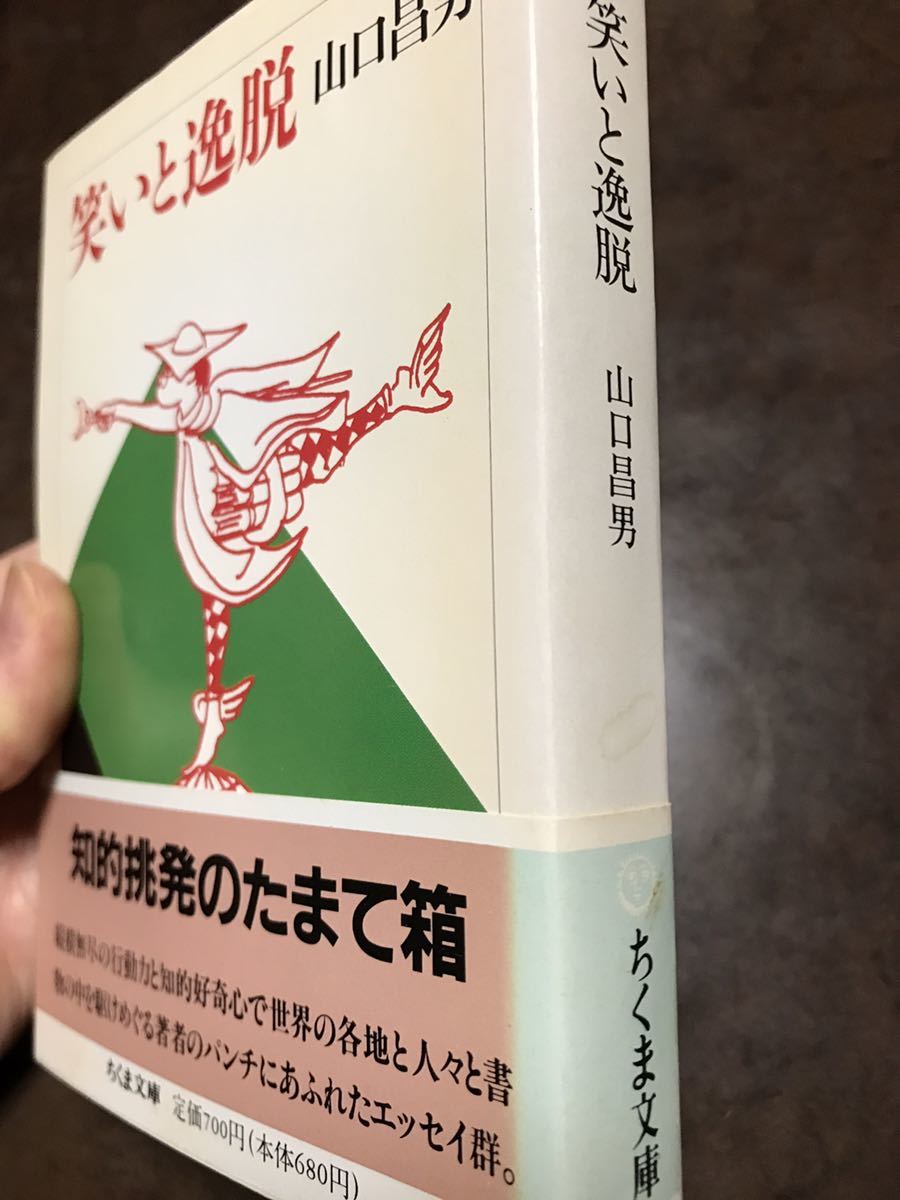 笑いと逸脱
山口昌男
知的挑発のたまて箱
縦横無尽の行動力と知的好奇心で世界の各地と人々と書
物の中を駆けめぐる著者のパンチにあふれたエッセイ群。
ちくま文庫 定価700円(本体680円)
笑いと逸脱 山口昌男
ちくま文庫